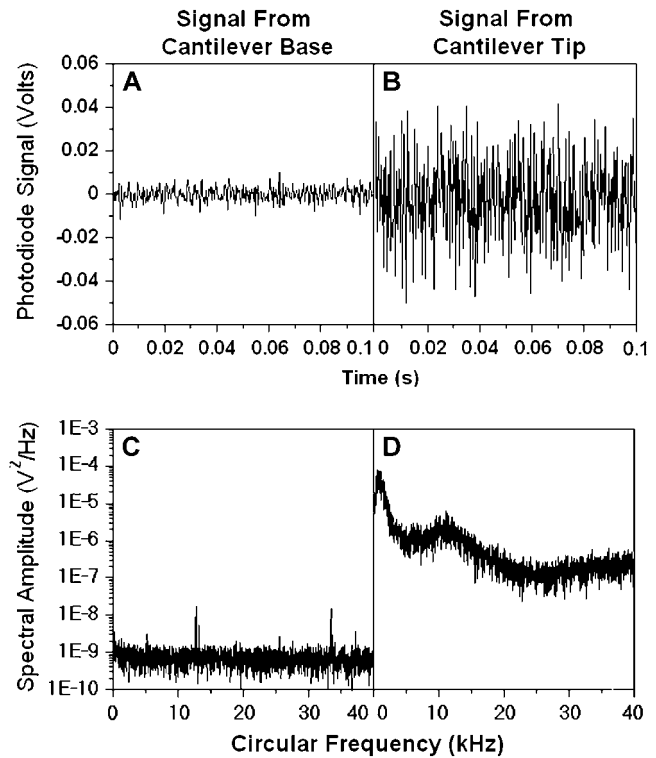 Signal From Cantilever Base
Signal From Cantilever Tip
Photodiode Signal (Volts)
0.06
0.04
0.02
0
-0.02
-0.04
-0.06
A
B
0 0.02 0.04 0.06 0.08 0.1 0 0.02 0.04 0.06 0.08 0.1
Time (s)
Spectral Amplitude (V²/Hz)
1E-3
1E-4
1E-5
1E-6
1E-7
1E-8
1E-9
1E-10
C
D
0 10 20 30 40 0 10 20 30 40
Circular Frequency (kHz)